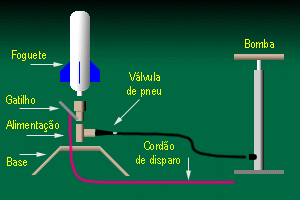 Foguete
Bomba
Válvula
de pneu
Gatilho
Alimentação
Cordão
de disparo
Base